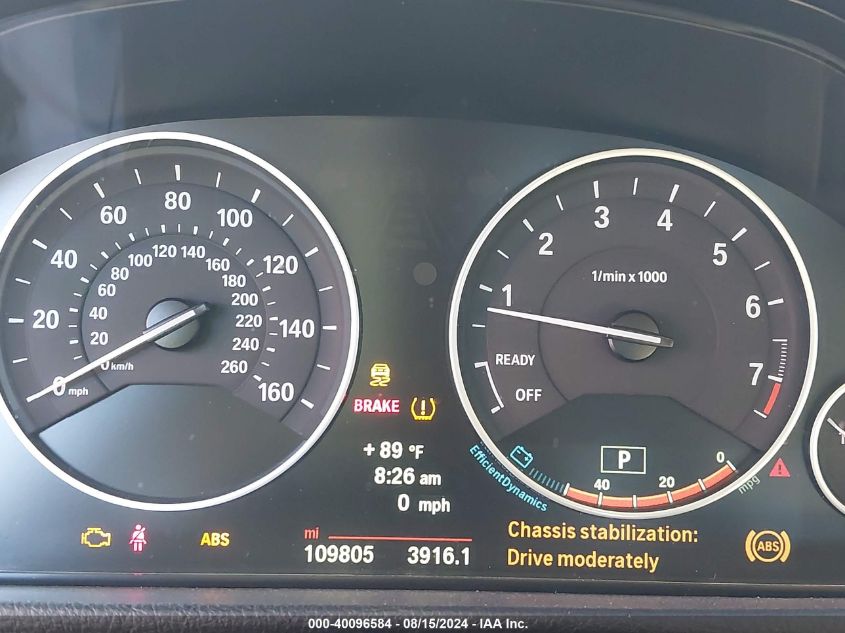 0 mph
20
40
60
80
100
120
140
160
0 km/h
20
40
60
80
100
120
140
160
180
200
220
240
260
1
2
3
4
5
6
7
1/min x 1000
READY
OFF
BRAKE
+ 89 °F
8:26 am
0 mph
P
EfficientDynamics
40
20
0
mpg
ABS
mi
109805 3916.1
Chassis stabilization:
Drive moderately
ABS
000-40096584 - 08/15/2024 - IAA Inc.